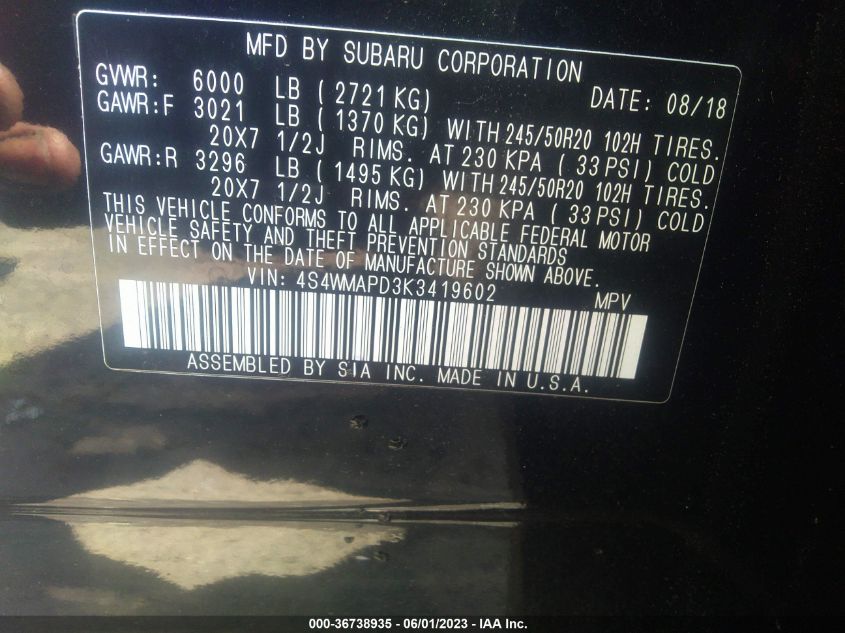 MFD BY SUBARU CORPORATION
GVWR: 6000 LB ( 2721 KG) DATE: 08/18
GAWR:F 3021 LB ( 1370 KG) WITH 245/50R20 102H TIRES.
20X7 1/2J RIMS. AT 230 KPA ( 33 PSI) COLD
GAWR:R 3296 LB ( 1495 KG) WITH 245/50R20 102H TIRES.
20X7 1/2J RIMS. AT 230 KPA ( 33 PSI) COLD
THIS VEHICLE CONFORMS TO ALL APPLICABLE FEDERAL MOTOR
VEHICLE SAFETY AND THEFT PREVENTION STANDARDS
IN EFFECT ON THE DATE OF MANUFACTURE SHOWN ABOVE.
VIN: 4S4WMAPD3K3419602 MPV
ASSEMBLED BY SIA INC. MADE IN U.S.A.
000-36738935 - 06/01/2023 - IAA Inc.